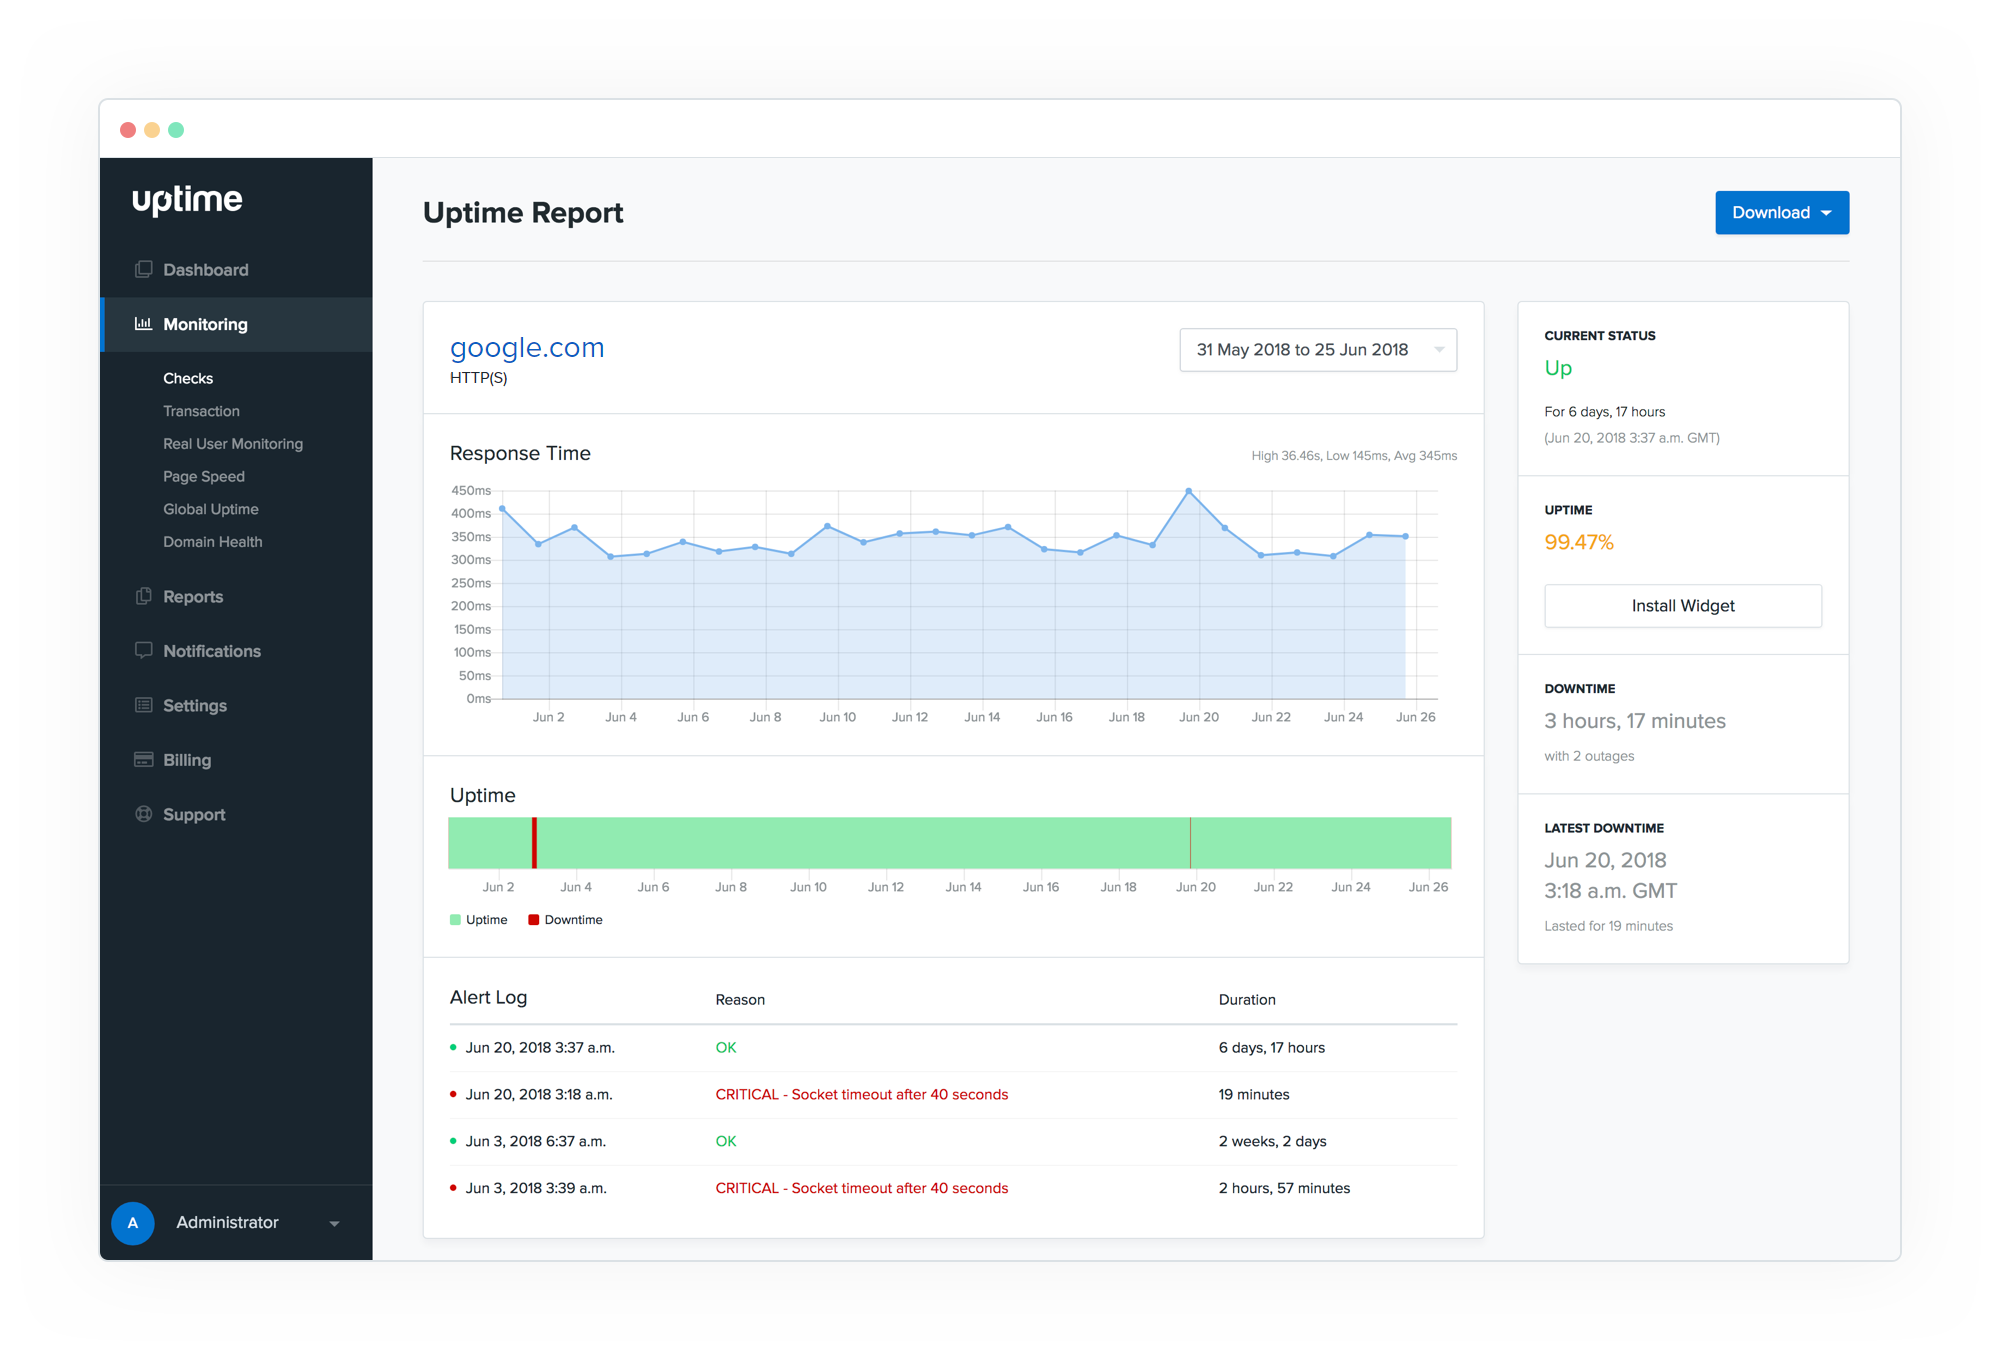 uptime
Dashboard
Monitoring
Checks
Transaction
Real User Monitoring
Page Speed
Global Uptime
Domain Health
Reports
Notifications
Settings
Billing
Support
A Administrator
Uptime Report
Download
google.com
HTTP(S)
31 May 2018 to 25 Jun 2018
Response Time
High 36.46s, Low 145ms, Avg 345ms
450ms
400ms
350ms
300ms
250ms
200ms
150ms
100ms
50ms
0ms
Jun 2 Jun 4 Jun 6 Jun 8 Jun 10 Jun 12 Jun 14 Jun 16 Jun 18 Jun 20 Jun 22 Jun 24 Jun 26
Uptime
Jun 2 Jun 4 Jun 6 Jun 8 Jun 10 Jun 12 Jun 14 Jun 16 Jun 18 Jun 20 Jun 22 Jun 24 Jun 26
Uptime Downtime
Alert Log Reason Duration
Jun 20, 2018 3:37 a.m. OK 6 days, 17 hours
Jun 20, 2018 3:18 a.m. CRITICAL - Socket timeout after 40 seconds 19 minutes
Jun 3, 2018 6:37 a.m. OK 2 weeks, 2 days
Jun 3, 2018 3:39 a.m. CRITICAL - Socket timeout after 40 seconds 2 hours, 57 minutes
CURRENT STATUS
Up
For 6 days, 17 hours
(Jun 20, 2018 3:37 a.m. GMT)
UPTIME
99.47%
Install Widget
DOWNTIME
3 hours, 17 minutes
with 2 outages
LATEST DOWNTIME
Jun 20, 2018
3:18 a.m. GMT
Lasted for 19 minutes